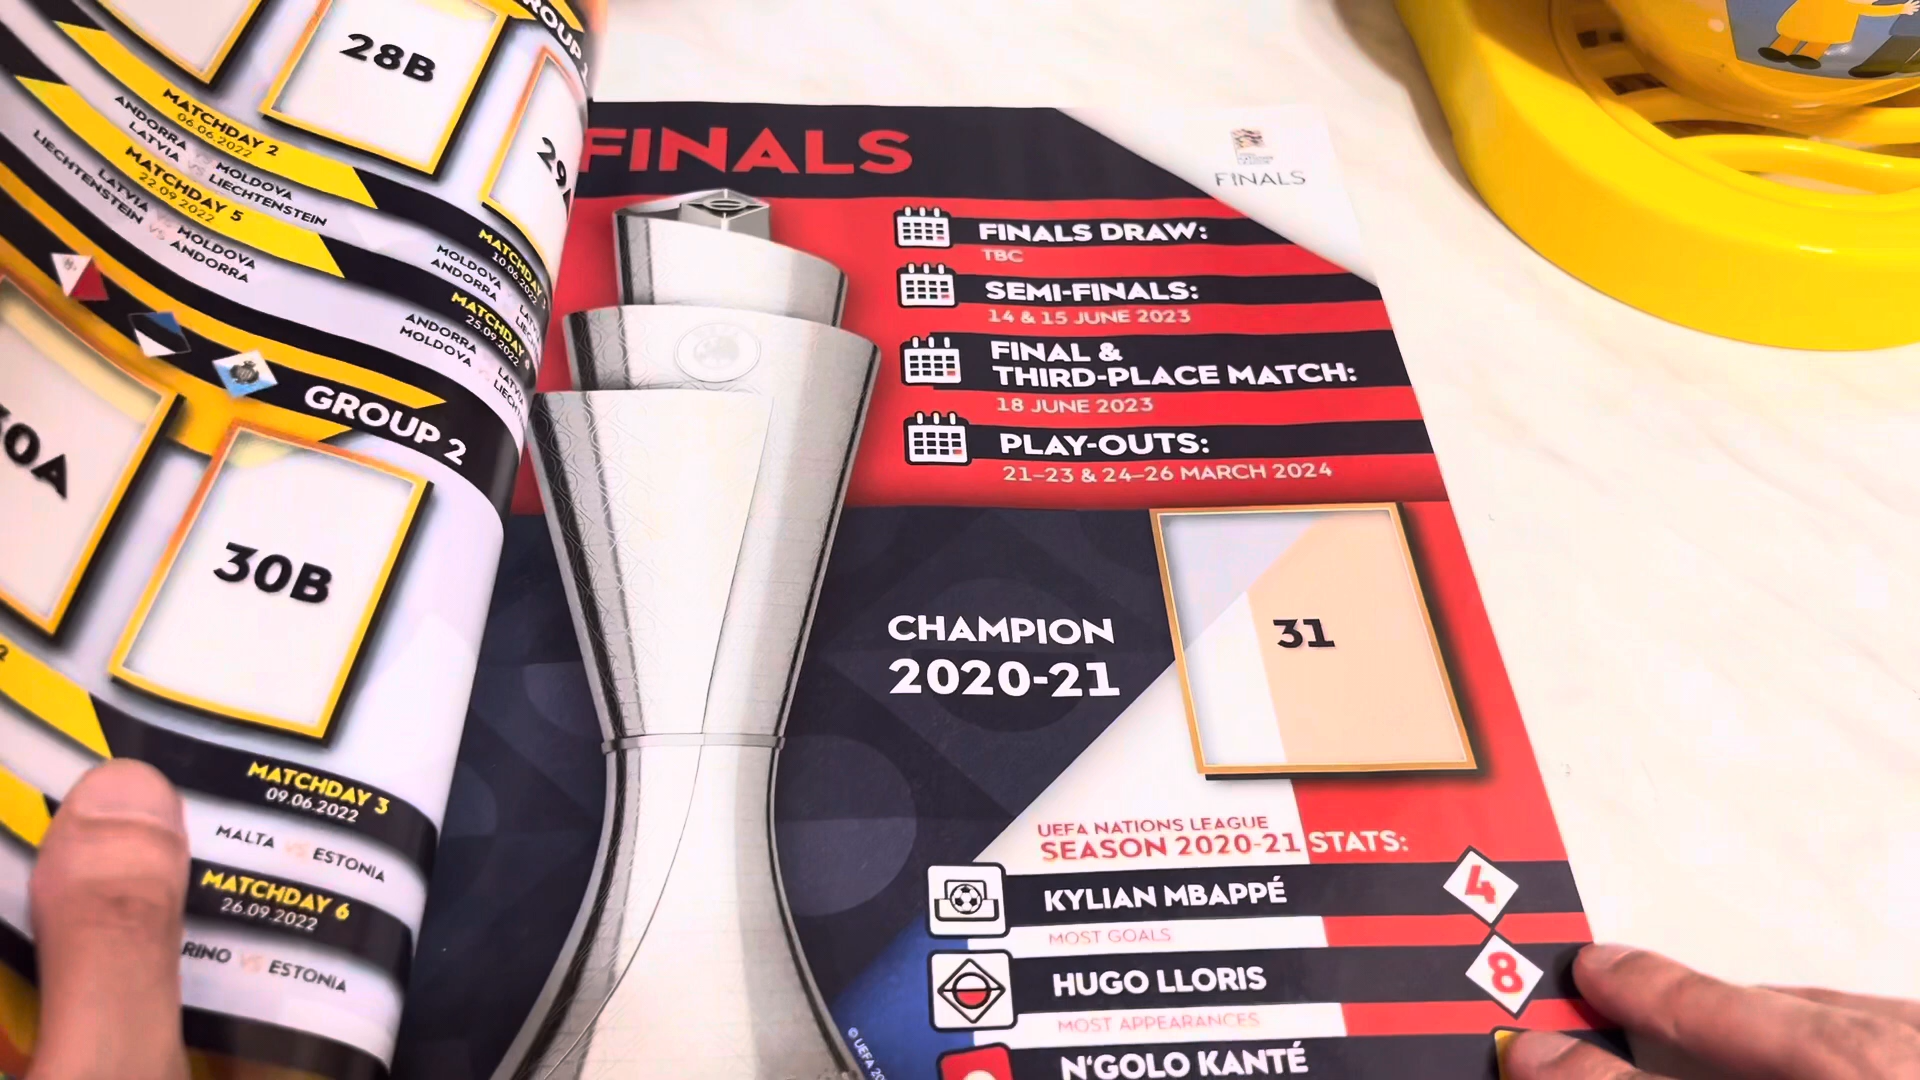 28B
MATCHDAY 2
06.06.2022
ANDORRA VS MOLDOVA
LATVIA VS LIECHTENSTEIN
MATCHDAY 5
22.09.2022
LATVIA VS MOLDOVA
LIECHTENSTEIN VS ANDORRA
10.06.2022
MOLDOVA
ANDORRA
25.09.2022
ANDORRA
MOLDOVA
GROUP 2
30B
MATCHDAY 3
09.06.2022
MALTA VS ESTONIA
MATCHDAY 6
26.09.2022
VS ESTONIA
FINALS
FINALS
FINALS DRAW:
TBC
SEMI-FINALS:
14 & 15 JUNE 2023
FINAL &
THIRD-PLACE MATCH:
18 JUNE 2023
PLAY-OUTS:
21–23 & 24–26 MARCH 2024
CHAMPION
2020-21
31
UEFA NATIONS LEAGUE
SEASON 2020-21 STATS:
KYLIAN MBAPPÉ
4
MOST GOALS
HUGO LLORIS
8
MOST APPEARANCES
N'GOLO KANTÉ
© UEFA